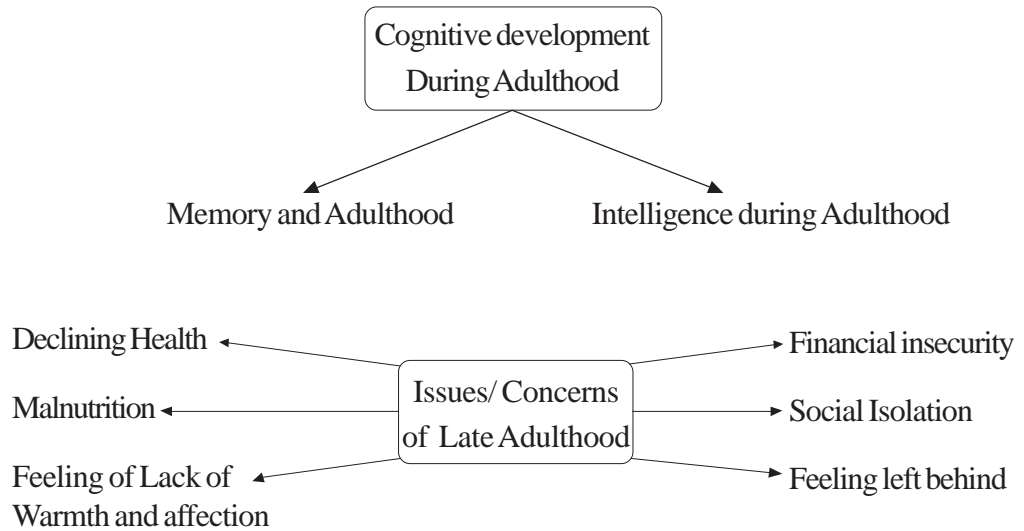 Cognitive development
During Adulthood
Memory and Adulthood
Intelligence during Adulthood
Declining Health
Malnutrition
Feeling of Lack of
Warmth and affection
Issues/ Concerns
of Late Adulthood
Financial insecurity
Social Isolation
Feeling left behind